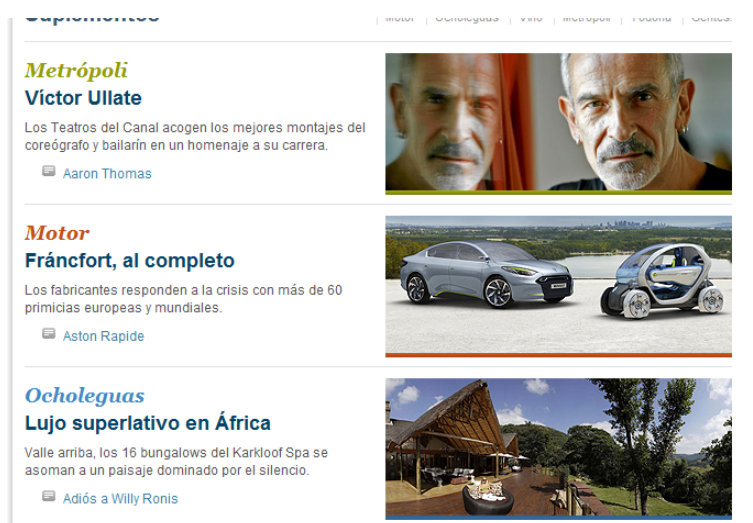 Suplementos
Motor | Ocholeguas | Vino | Metrópoli | Fodorña | Gentes
Metrópoli
Víctor Ullate
Los Teatros del Canal acogen los mejores montajes del
coreógrafo y bailarín en un homenaje a su carrera.
Aaron Thomas
Motor
Fráncfort, al completo
Los fabricantes responden a la crisis con más de 60
primicias europeas y mundiales.
Aston Rapide
Ocholeguas
Lujo superlativo en África
Valle arriba, los 16 bungalows del Karkloof Spa se
asoman a un paisaje dominado por el silencio.
Adiós a Willy Ronis